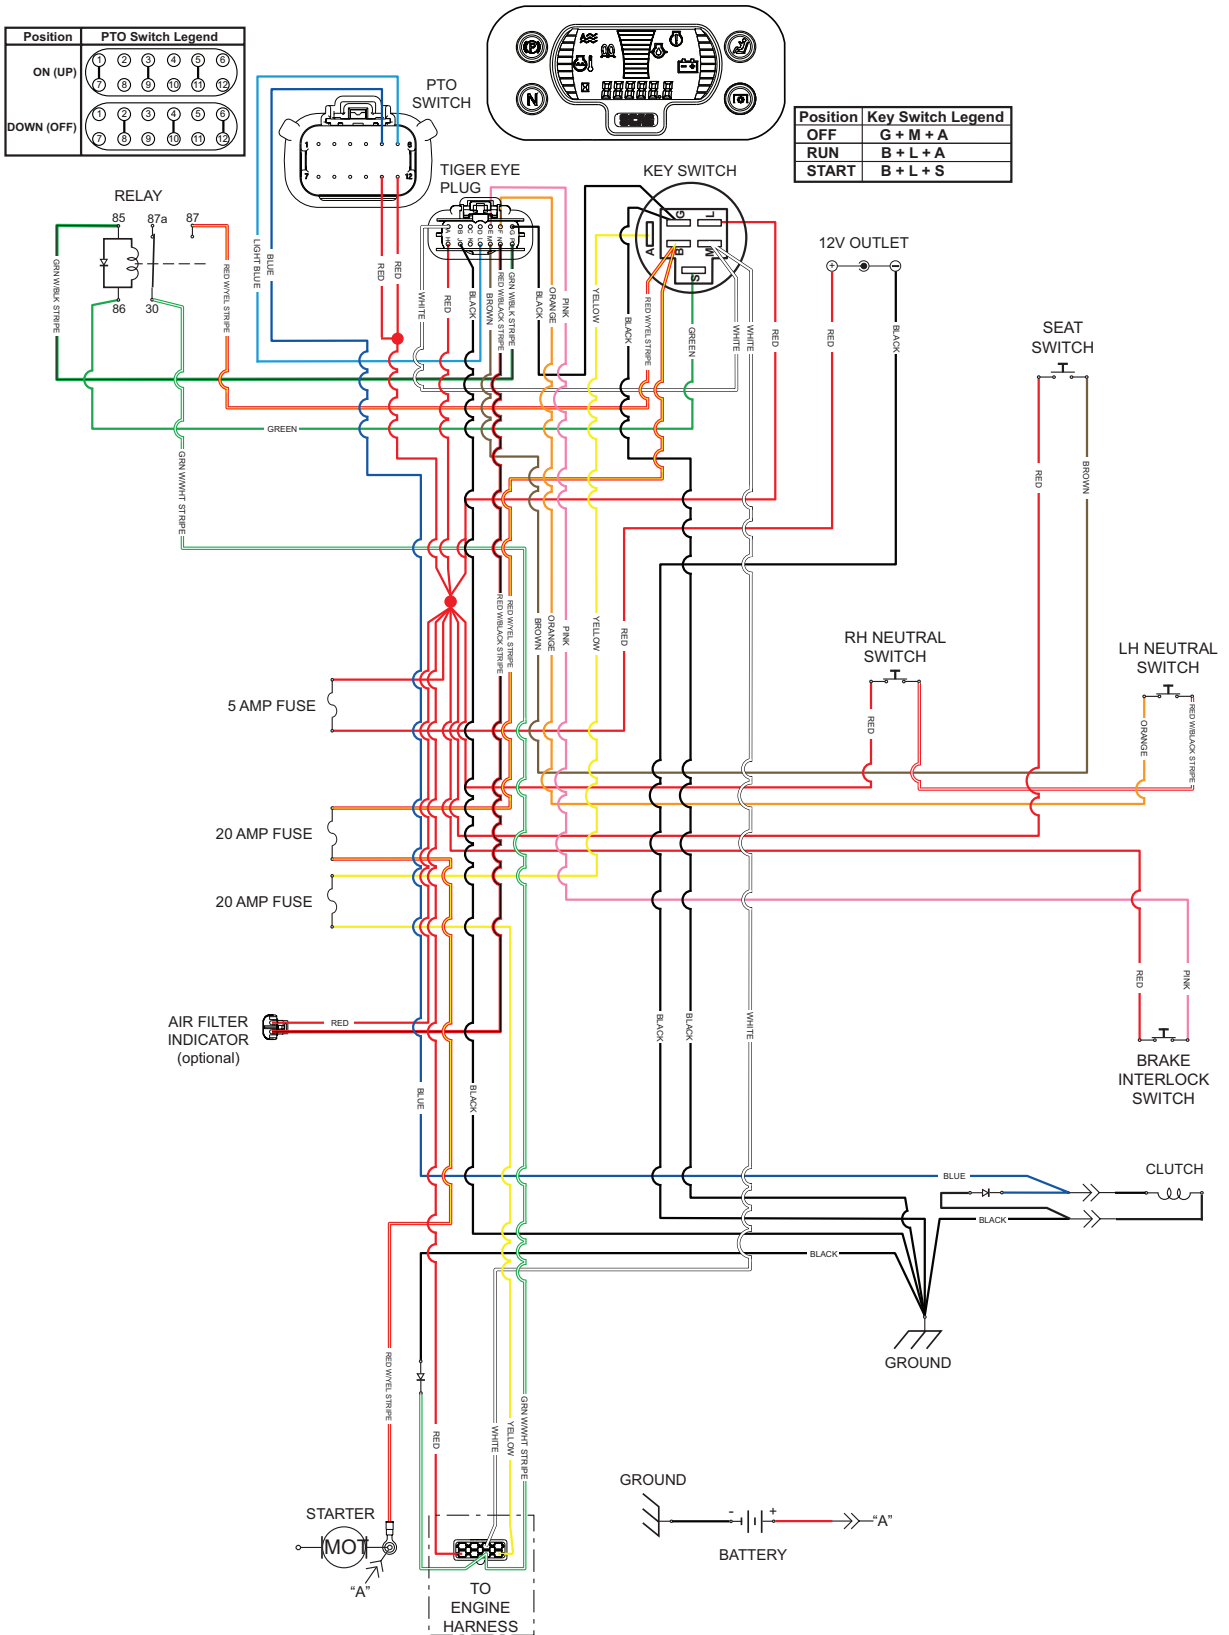 Position PTO Switch Legend
ON (UP)
1 2 3 4 5 6
7 8 9 10 11 12
DOWN (OFF)
1 2 3 4 5 6
7 8 9 10 11 12
(P)
N
SCAG
PTO
SWITCH
1 6
7 12
Position Key Switch Legend
OFF G + M + A
RUN B + L + A
START B + L + S
TIGER EYE
PLUG
KEY SWITCH
G L
A B M
S
RELAY
85 87a 87
86 30
12V OUTLET
+ −
SEAT
SWITCH
GRN W/BLK STRIPE
RED W/YEL STRIPE
LIGHT BLUE
BLUE
RED
RED
WHITE
RED
BLACK
BROWN
RED W/BLACK STRIPE
GRN W/BLK STRIPE
BLACK
ORANGE
PINK
YELLOW
BLACK
RED W/YEL STRIPE
GREEN
WHITE
WHITE
RED
RED
BLACK
GREEN
GRN W/WHT STRIPE
RED
BROWN
RED W/BLACK STRIPE
RED W/YEL STRIPE
BROWN
ORANGE
PINK
YELLOW
RED
RH NEUTRAL
SWITCH
LH NEUTRAL
SWITCH
5 AMP FUSE
RED
ORANGE
RED W/BLACK STRIPE
20 AMP FUSE
20 AMP FUSE
RED
PINK
AIR FILTER
INDICATOR
(optional)
RED
BLACK
BLACK
WHITE
BRAKE
INTERLOCK
SWITCH
BLUE
BLACK
BLUE
CLUTCH
BLACK
BLACK
GROUND
RED W/YEL STRIPE
RED
WHITE
YELLOW
GRN W/WHT STRIPE
STARTER
MOT
"A"
TO
ENGINE
HARNESS
GROUND
- +
"A"
BATTERY